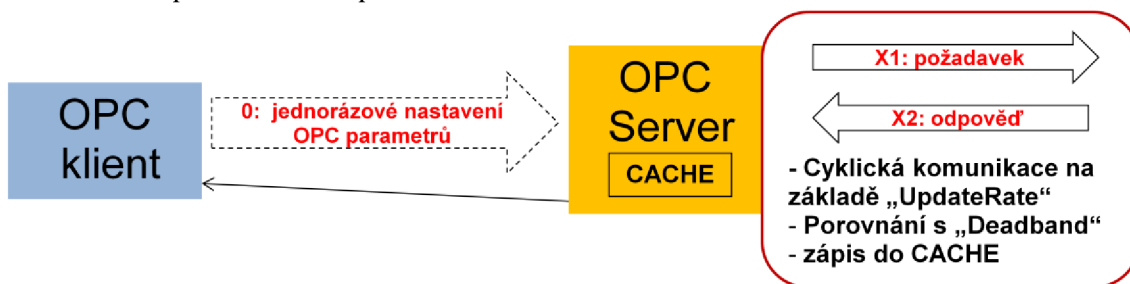 OPC
klient
0: jednorázové nastavení
OPC parametrů
OPC
Server
CACHE
X1: požadavek
X2: odpověď
- Cyklická komunikace na
základě „UpdateRate“
- Porovnání s „Deadband“
- zápis do CACHE